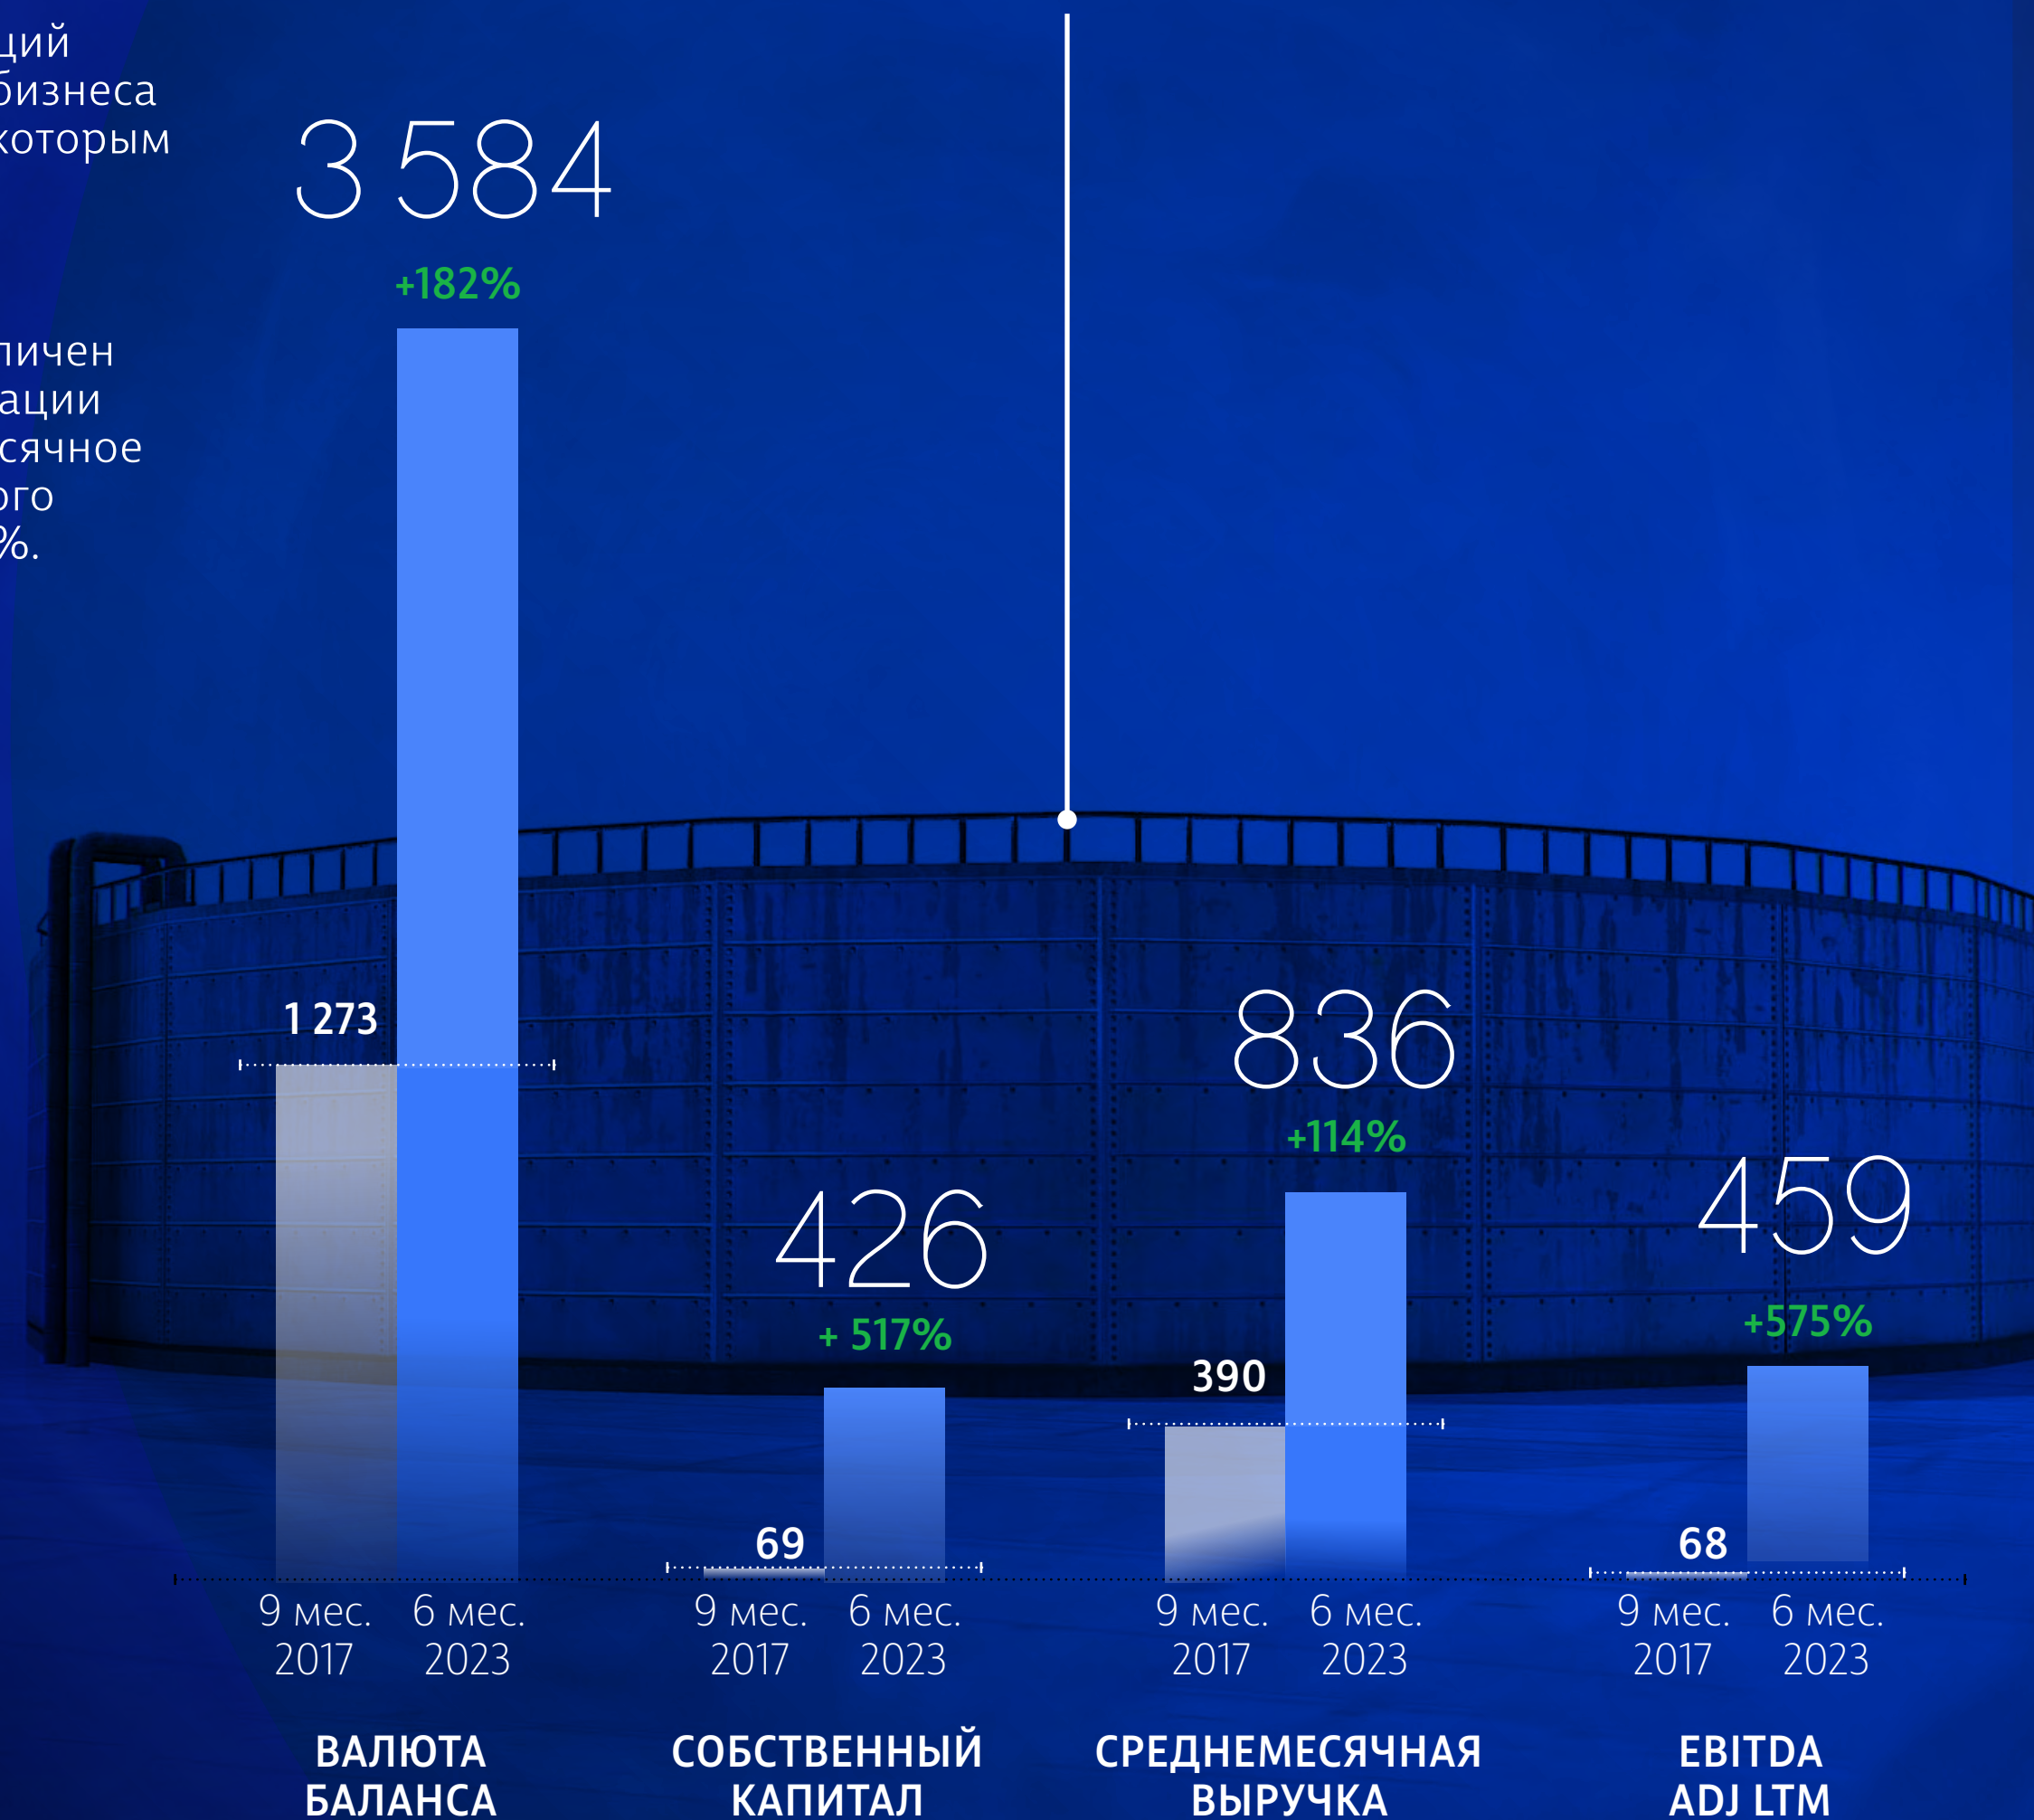 ций
бизнеса
которым
личен
ации
сячное
ого
%.
3 584
+182%
1 273
9 мес.
2017
6 мес.
2023
ВАЛЮТА
БАЛАНСА
426
+ 517%
69
9 мес.
2017
6 мес.
2023
СОБСТВЕННЫЙ
КАПИТАЛ
836
+114%
390
9 мес.
2017
6 мес.
2023
СРЕДНЕМЕСЯЧНАЯ
ВЫРУЧКА
459
+575%
68
9 мес.
2017
6 мес.
2023
EBITDA
ADJ LTM